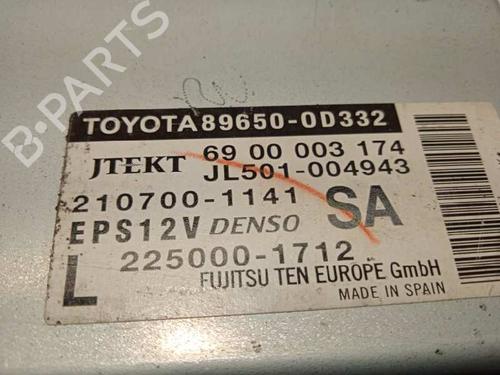 TOYOTA 89650-0D332
JTEKT 69 00 003 174
JL501-004943
210700-1141 SA
EPS12V DENSO
L 225000-1712
FUJITSU TEN EUROPE GmbH
MADE IN SPAIN
B-PARTS